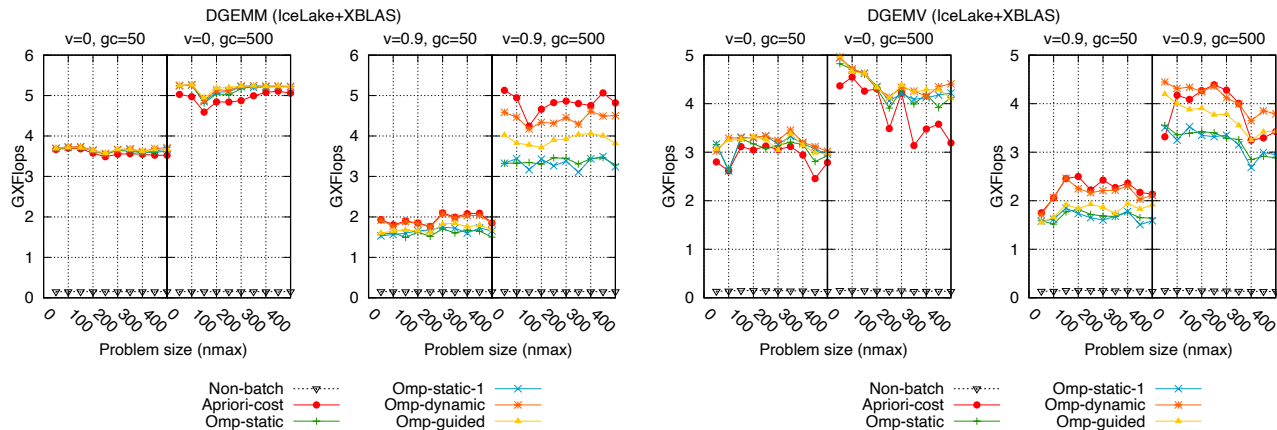 DGEMM (IceLake+XBLAS)
v=0, gc=50
v=0, gc=500
v=0.9, gc=50
v=0.9, gc=500
GXFlops
6
5
4
3
2
1
0
0
100
200
300
400
0
100
200
300
400
Problem size (nmax)
GXFlops
6
5
4
3
2
1
0
0
100
200
300
400
0
100
200
300
400
Problem size (nmax)
Non-batch
Apriori-cost
Omp-static
Omp-static-1
Omp-dynamic
Omp-guided
DGEMV (IceLake+XBLAS)
v=0, gc=50
v=0, gc=500
v=0.9, gc=50
v=0.9, gc=500
GXFlops
5
4
3
2
1
0
0
100
200
300
400
0
100
200
300
400
Problem size (nmax)
GXFlops
5
4
3
2
1
0
0
100
200
300
400
0
100
200
300
400
Problem size (nmax)
Non-batch
Apriori-cost
Omp-static
Omp-static-1
Omp-dynamic
Omp-guided